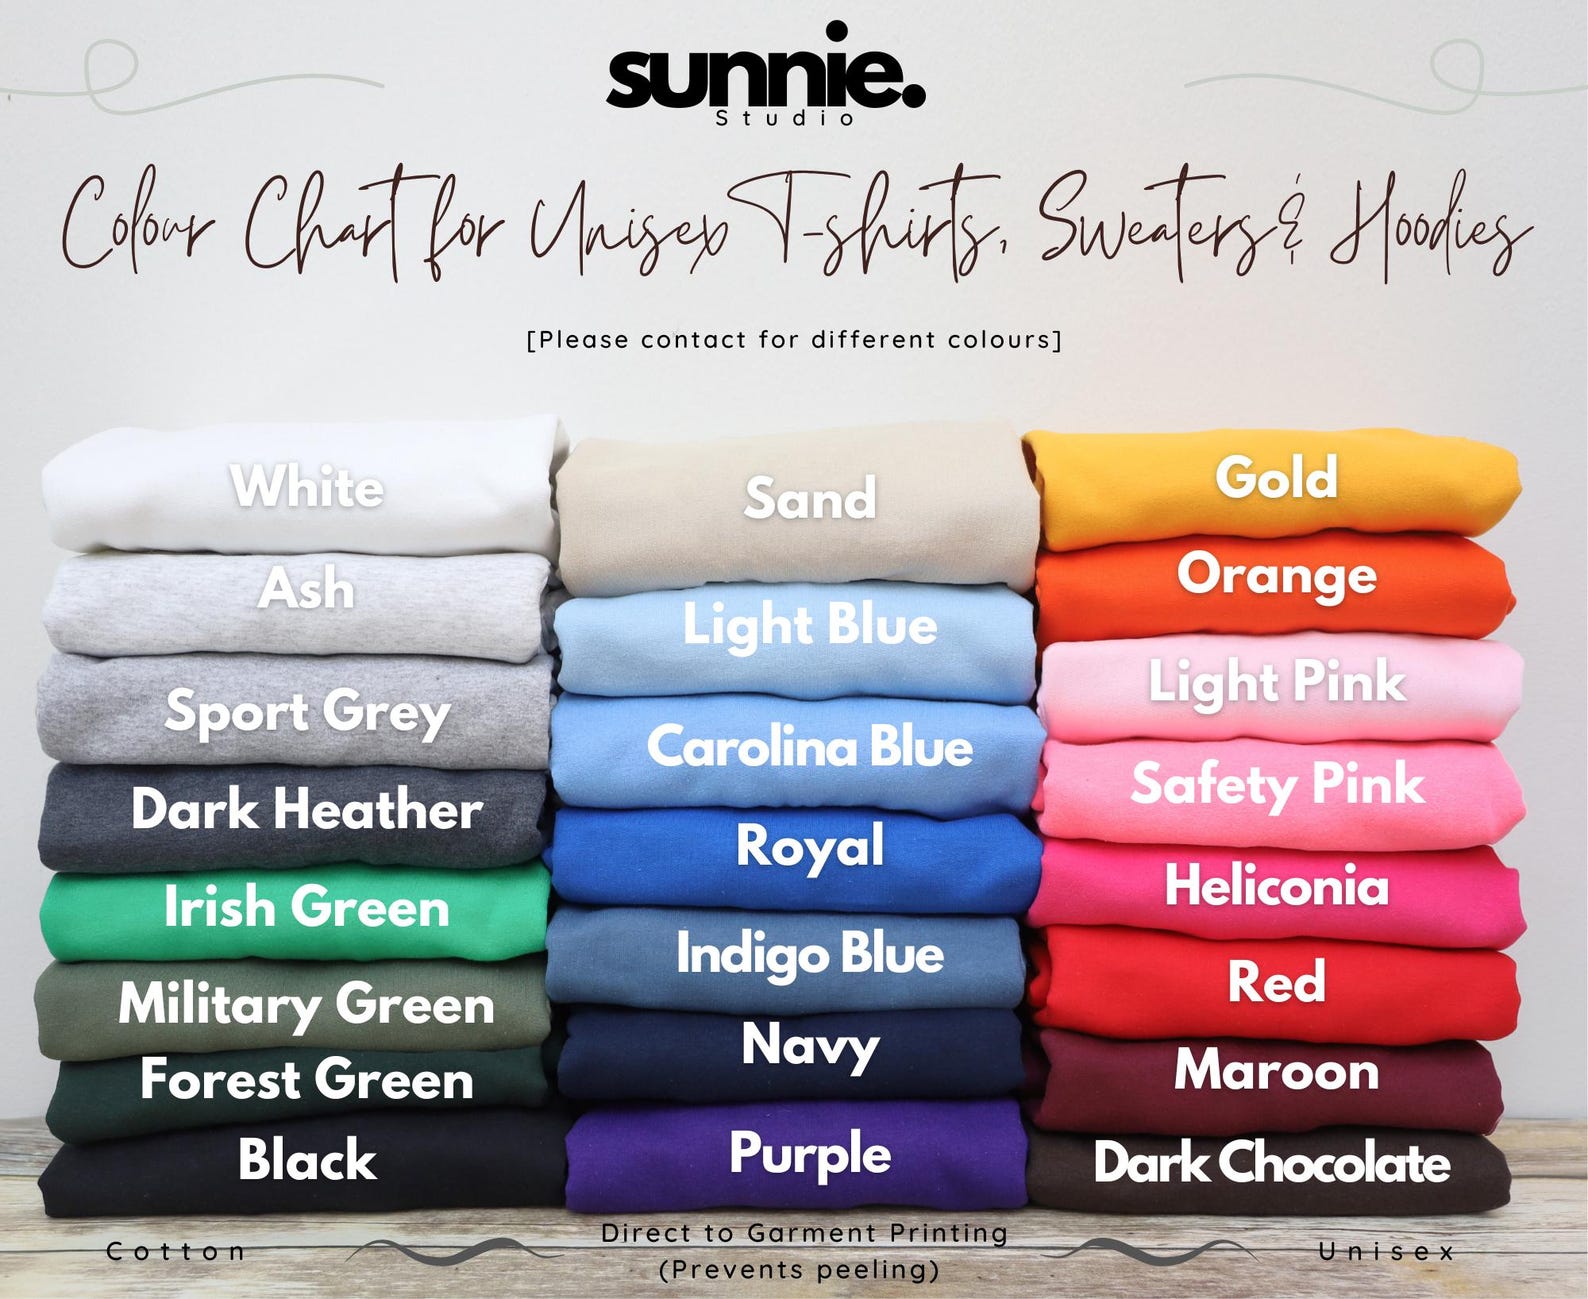 sunnie.
Studio
Colour Chart for Unisex T-shirts, Sweaters & Hoodies
[Please contact for different colours]
White
Ash
Sport Grey
Dark Heather
Irish Green
Military Green
Forest Green
Black
Sand
Light Blue
Carolina Blue
Royal
Indigo Blue
Navy
Purple
Gold
Orange
Light Pink
Safety Pink
Heliconia
Red
Maroon
Dark Chocolate
Cotton
Direct to Garment Printing
(Prevents peeling)
Unisex